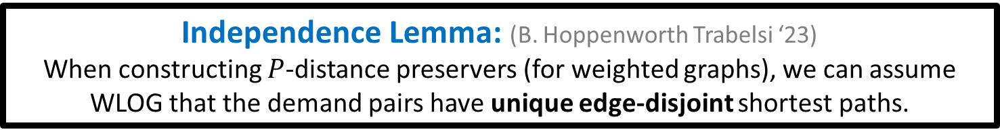 Independence Lemma: (B. Hoppenworth Trabelsi ‘23)
When constructing P-distance preservers (for weighted graphs), we can assume
WLOG that the demand pairs have unique edge-disjoint shortest paths.